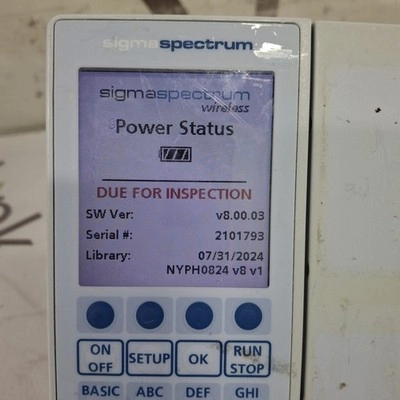 sigmaspectrum
sigmaspectrum
wireless
Power Status
DUE FOR INSPECTION
SW Ver: v8.00.03
Serial #: 2101793
Library: 07/31/2024
NYPH0824 v8 v1
ON OFF SETUP OK RUN STOP
BASIC ABC DEF GHI